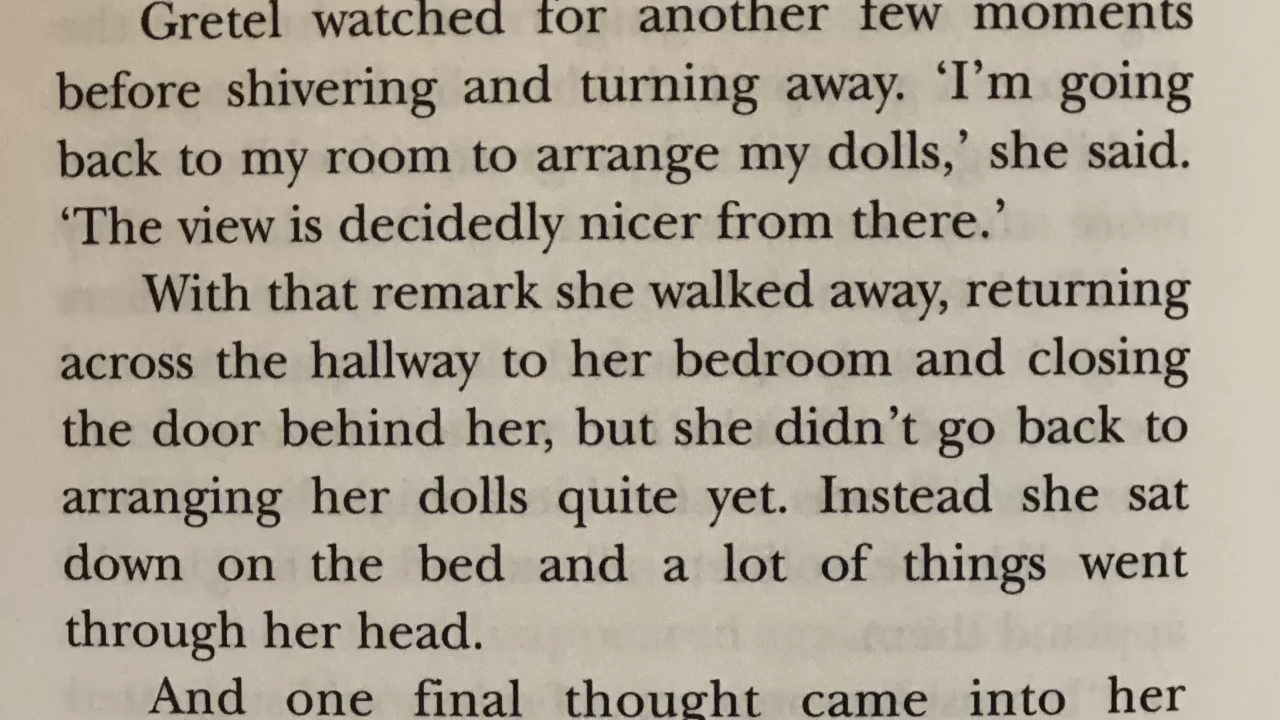 Gretel watched for another few moments
before shivering and turning away. ‘I’m going
back to my room to arrange my dolls,’ she said.
‘The view is decidedly nicer from there.’
With that remark she walked away, returning
across the hallway to her bedroom and closing
the door behind her, but she didn’t go back to
arranging her dolls quite yet. Instead she sat
down on the bed and a lot of things went
through her head.
And one final thought came into her